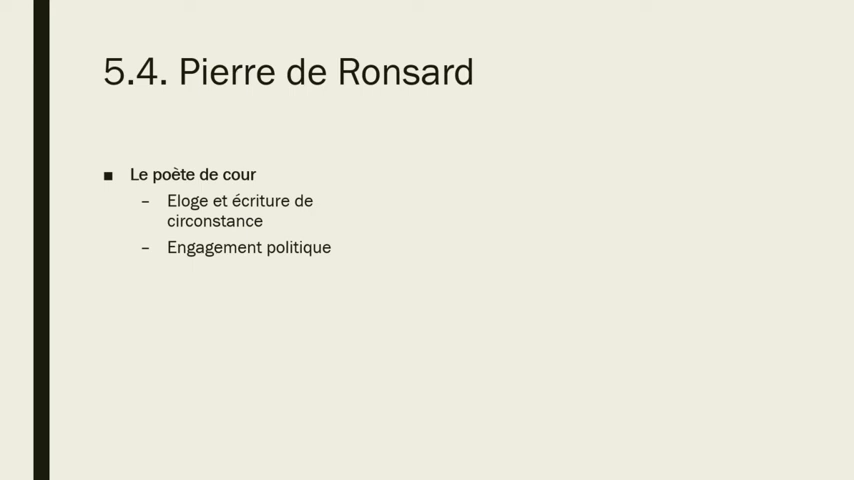 5.4. Pierre de Ronsard
■ Le poète de cour
– Eloge et écriture de
circonstance
– Engagement politique